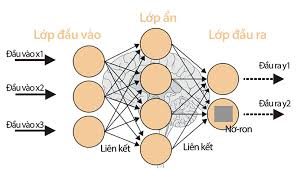 Lớp ẩn
Lớp đầu vào
Lớp đầu ra
Đầu vào x1
Đầu vào x2
Đầu vào x3
Đầu ra y1
Đầu ra y2
Nơ-ron
Liên kết
Liên kết